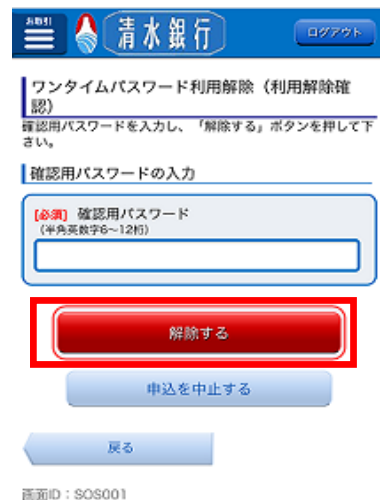 お取引
清水銀行
ログアウト
ワンタイムパスワード利用解除（利用解除確
認）
確認用パスワードを入力し、「解除する」ボタンを押して下
さい。
確認用パスワードの入力
[必須] 確認用パスワード
（半角英数字6～12桁）
解除する
申込を中止する
戻る
画面ID：SOS001